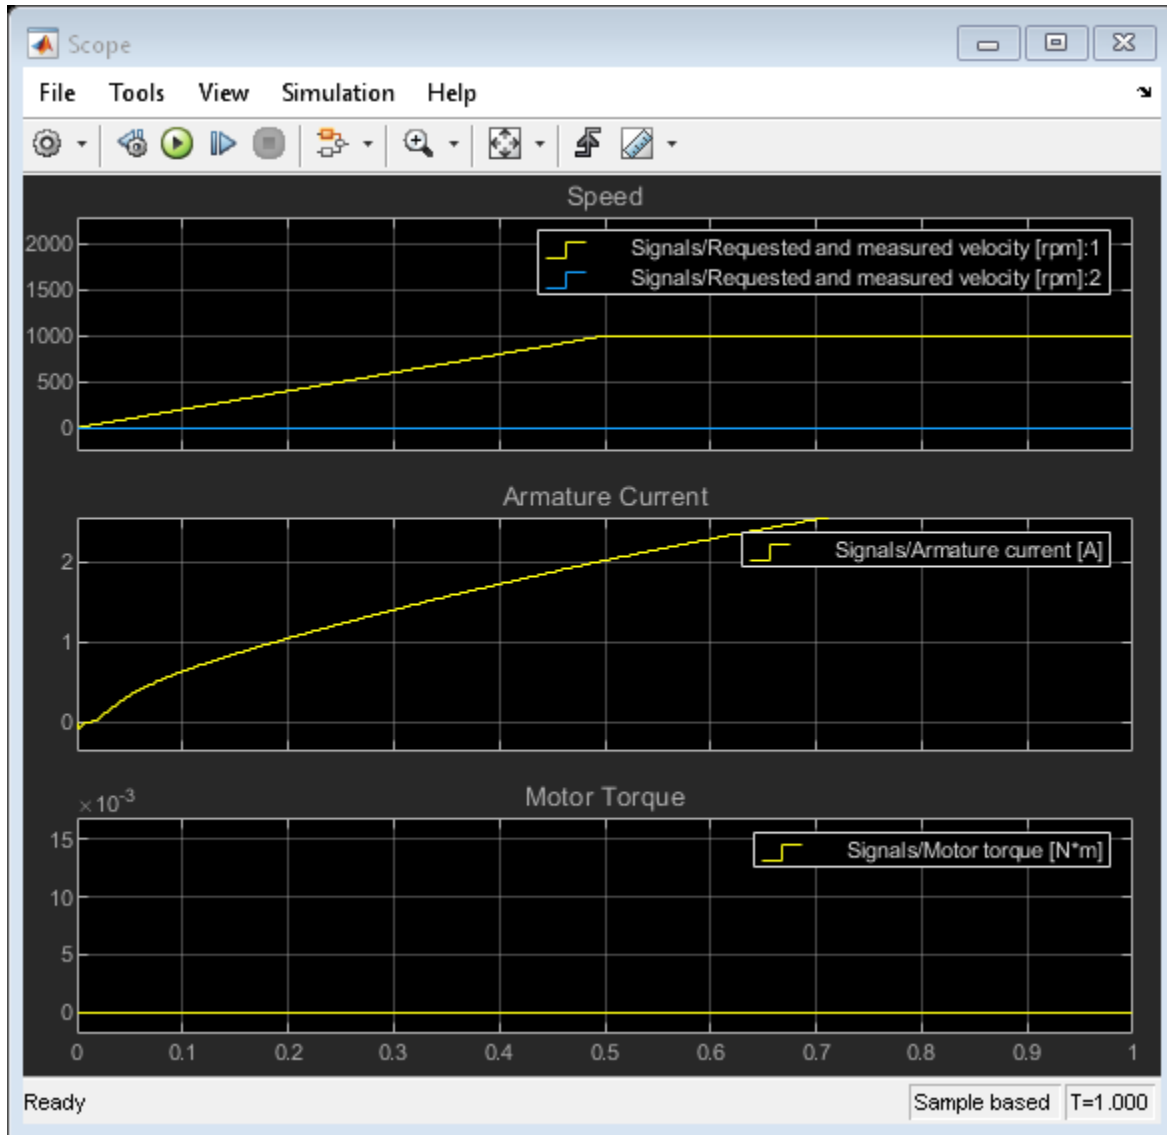 Scope
File Tools View Simulation Help
Speed
2000
1500
1000
500
0
Signals/Requested and measured velocity [rpm]:1
Signals/Requested and measured velocity [rpm]:2
Armature Current
2
1
0
Signals/Armature current [A]
Motor Torque
×10-3
15
10
5
0
Signals/Motor torque [N*m]
0 0.1 0.2 0.3 0.4 0.5 0.6 0.7 0.8 0.9 1
Ready Sample based T=1.000